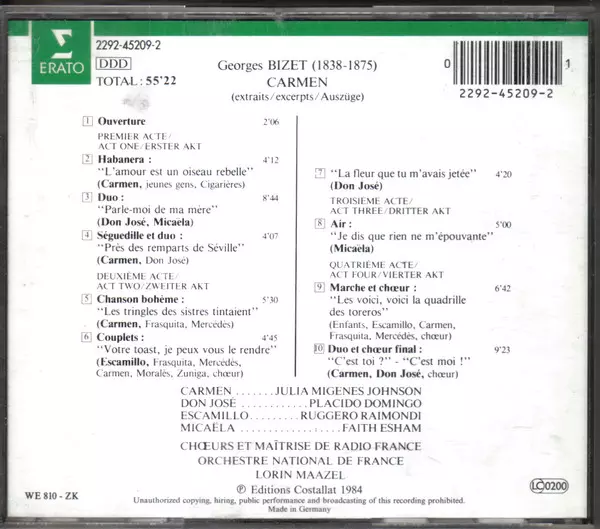 ERATO
2292-45209-2
DDD
TOTAL : 55'22
Georges BIZET (1838-1875)
CARMEN
(extraits/excerpts/Auszüge)
0 1
2292-45209-2
1 Ouverture 2'06
PREMIER ACTE/
ACT ONE/ERSTER AKT
2 Habanera : 4'12
"L'amour est un oiseau rebelle"
(Carmen, jeunes gens, Cigarières)
3 Duo : 8'44
"Parle-moi de ma mère"
(Don José, Micaëla)
4 Séguedille et duo : 4'07
"Près des remparts de Séville"
(Carmen, Don José)
DEUXIÈME ACTE/
ACT TWO/ZWEITER AKT
5 Chanson bohème : 5'30
"Les tringles des sistres tintaient"
(Carmen, Frasquita, Mercédès)
6 Couplets : 4'45
"Votre toast, je peux vous le rendre"
(Escamillo, Frasquita, Mercédès,
Carmen, Moralès, Zuniga, chœur)
7 "La fleur que tu m'avais jetée" 4'20
(Don José)
TROISIÈME ACTE/
ACT THREE/DRITTER AKT
8 Air : 5'00
"Je dis que rien ne m'épouvante"
(Micaëla)
QUATRIÈME ACTE/
ACT FOUR/VIERTER AKT
9 Marche et chœur : 6'42
"Les voici, voici la quadrille
des toreros"
(Enfants, Escamillo, Carmen,
Frasquita, Mercédès, chœur)
10 Duo et chœur final : 9'23
"C'est toi ?" - "C'est moi !"
(Carmen, Don José, chœur)
CARMEN ....... JULIA MIGENES JOHNSON
DON JOSÉ ............ PLACIDO DOMINGO
ESCAMILLO ......... RUGGERO RAIMONDI
MICAËLA .................. FAITH ESHAM
CHŒURS ET MAÎTRISE DE RADIO FRANCE
ORCHESTRE NATIONAL DE FRANCE
LORIN MAAZEL
℗ Editions Costallat 1984
WE 810 - ZK
Unauthorized copying, hiring, public performance and broadcasting of this recording prohibited.
Made in Germany
LC 0200